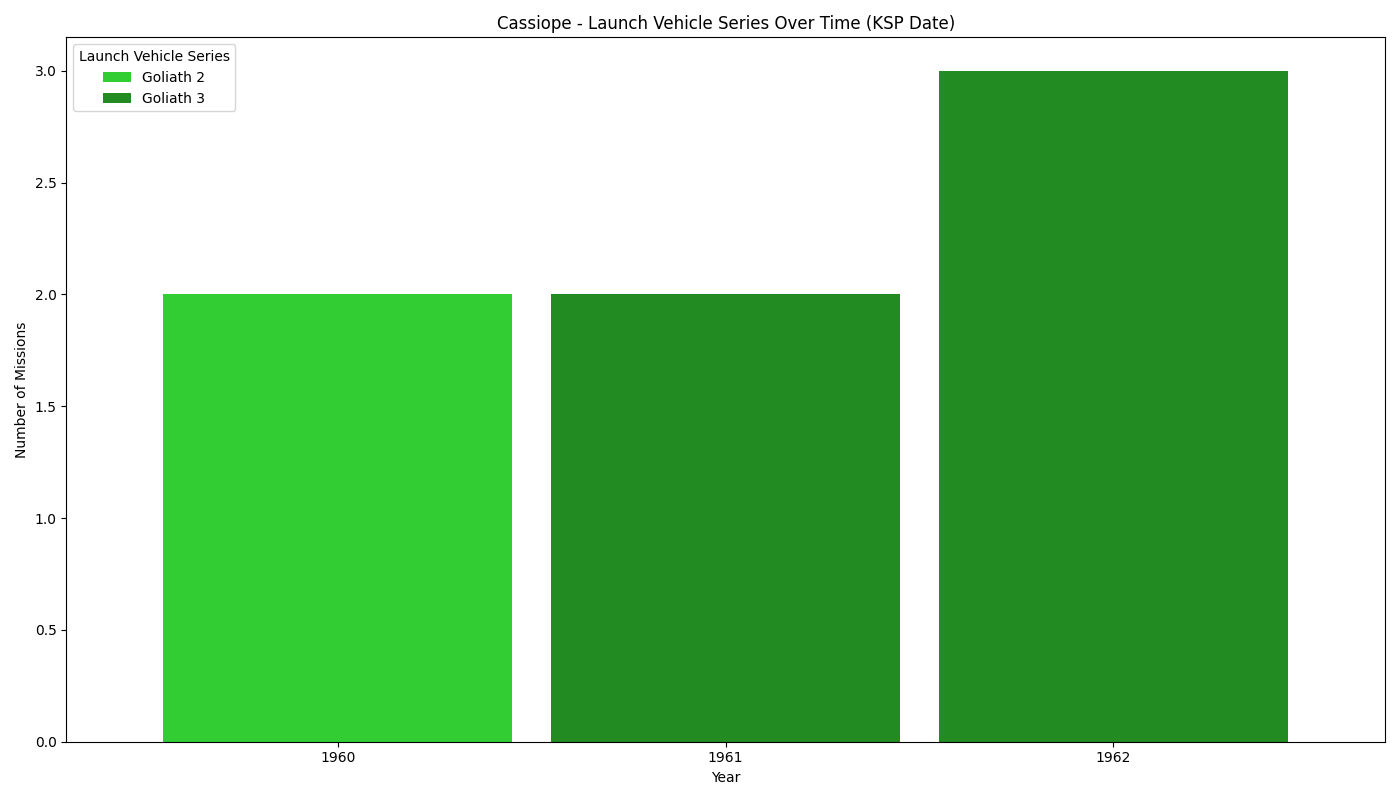 Cassiope - Launch Vehicle Series Over Time (KSP Date)
Launch Vehicle Series
Goliath 2
Goliath 3
Number of Missions
3.0
2.5
2.0
1.5
1.0
0.5
0.0
1960
1961
1962
Year